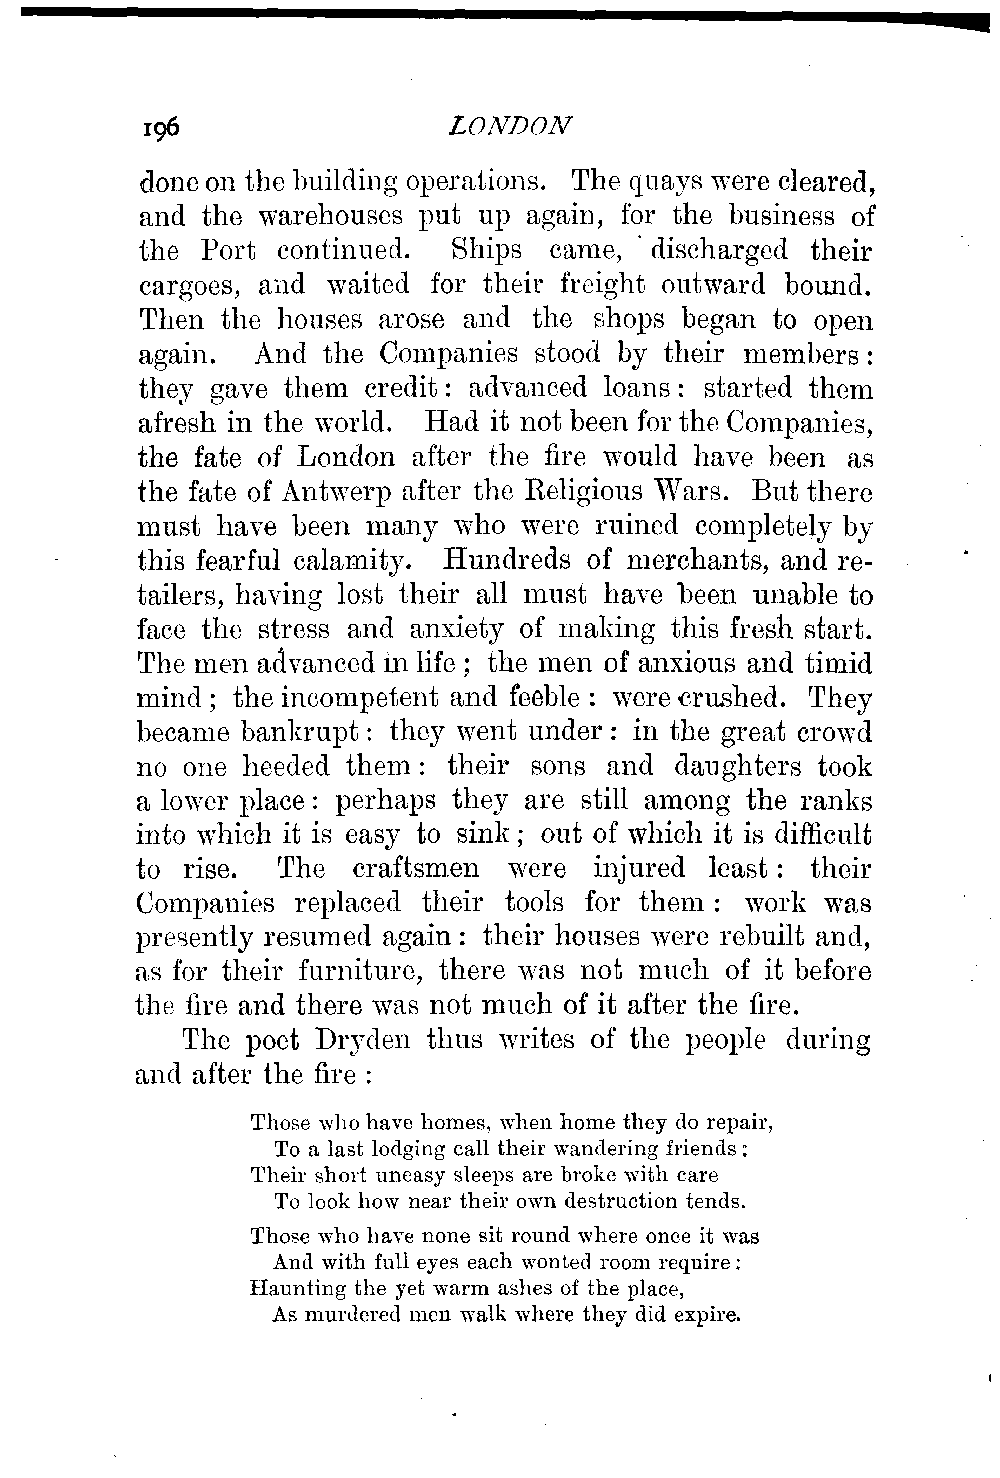 196 LONDON
done on the building operations. The quays were cleared,
and the warehouses put up again, for the business of
the Port continued. Ships came, discharged their
cargoes, and waited for their freight outward bound.
Then the houses arose and the shops began to open
again. And the Companies stood by their members:
they gave them credit: advanced loans: started them
afresh in the world. Had it not been for the Companies,
the fate of London after the fire would have been as
the fate of Antwerp after the Religious Wars. But there
must have been many who were ruined completely by
this fearful calamity. Hundreds of merchants, and re-
tailers, having lost their all must have been unable to
face the stress and anxiety of making this fresh start.
The men advanced in life; the men of anxious and timid
mind; the incompetent and feeble: were crushed. They
became bankrupt: they went under: in the great crowd
no one heeded them: their sons and daughters took
a lower place: perhaps they are still among the ranks
into which it is easy to sink; out of which it is difficult
to rise. The craftsmen were injured least: their
Companies replaced their tools for them: work was
presently resumed again: their houses were rebuilt and,
as for their furniture, there was not much of it before
the fire and there was not much of it after the fire.
The poet Dryden thus writes of the people during
and after the fire:
Those who have homes, when home they do repair,
To a last lodging call their wandering friends:
Their short uneasy sleeps are broke with care
To look how near their own destruction tends.
Those who have none sit round where once it was
And with full eyes each wonted room require:
Haunting the yet warm ashes of the place,
As murdered men walk where they did expire.